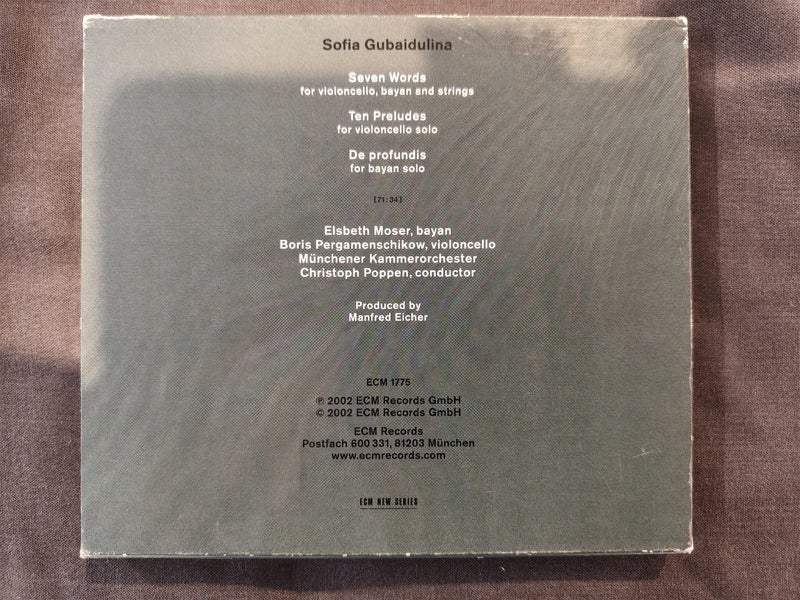 Sofia Gubaidulina
Seven Words
for violoncello, bayan and strings
Ten Preludes
for violoncello solo
De profundis
for bayan solo
[71:34]
Elsbeth Moser, bayan
Boris Pergamenschikow, violoncello
Münchener Kammerorchester
Christoph Poppen, conductor
Produced by
Manfred Eicher
ECM 1775
℗ 2002 ECM Records GmbH
© 2002 ECM Records GmbH
ECM Records
Postfach 600 331, 81203 München
www.ecmrecords.com
ECM NEW SERIES